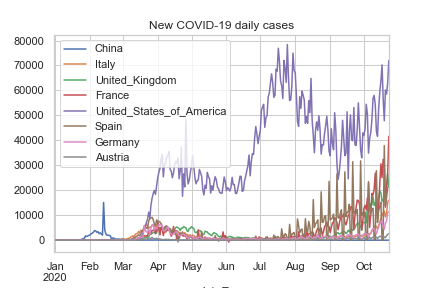 New COVID-19 daily cases
80000
70000
60000
50000
40000
30000
20000
10000
0
China
Italy
United_Kingdom
France
United_States_of_America
Spain
Germany
Austria
Jan Feb Mar Apr May Jun Jul Aug Sep Oct
2020